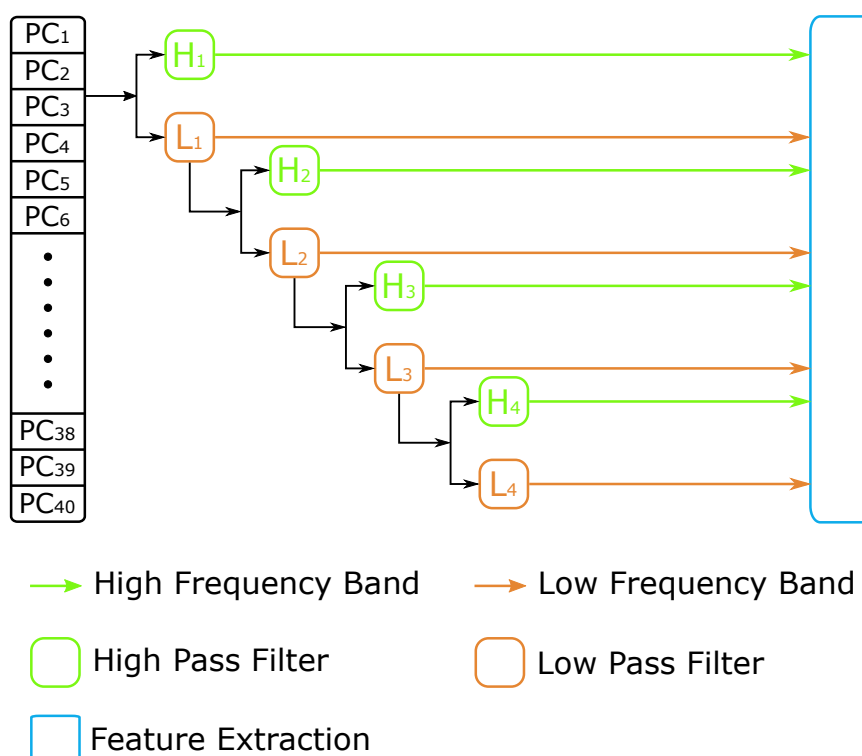 PC1
PC2
PC3
PC4
PC5
PC6
PC38
PC39
PC40
H1
L1
H2
L2
H3
L3
H4
L4
High Frequency Band
Low Frequency Band
High Pass Filter
Low Pass Filter
Feature Extraction